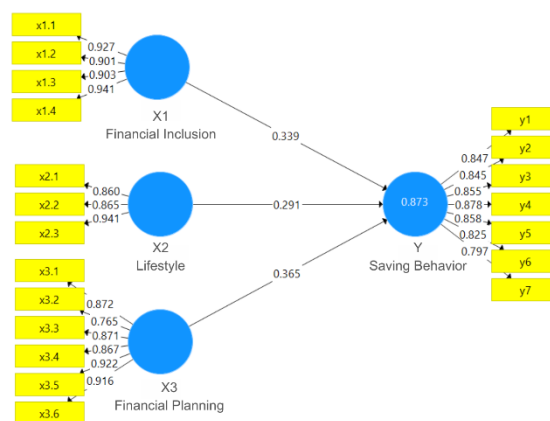 x1.1
x1.2
x1.3
x1.4
0.927
0.901
0.903
0.941
X1
Financial Inclusion
x2.1
x2.2
x2.3
0.860
0.865
0.941
X2
Lifestyle
x3.1
x3.2
x3.3
x3.4
x3.5
x3.6
0.872
0.765
0.871
0.867
0.922
0.916
X3
Financial Planning
0.339
0.291
0.365
0.873
Y
Saving Behavior
0.847
0.845
0.855
0.878
0.858
0.825
0.797
y1
y2
y3
y4
y5
y6
y7